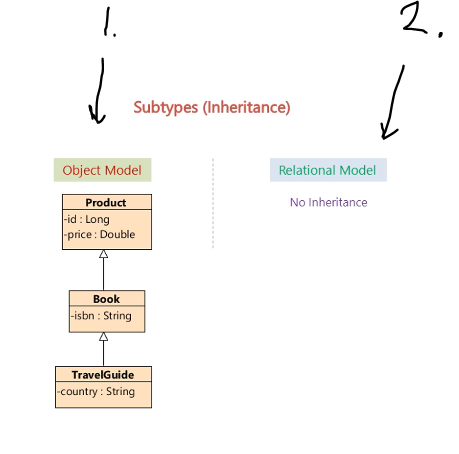 1.
2.
Subtypes (Inheritance)
Object Model
Relational Model
No Inheritance
Product
-id : Long
-price : Double
Book
-isbn : String
TravelGuide
-country : String